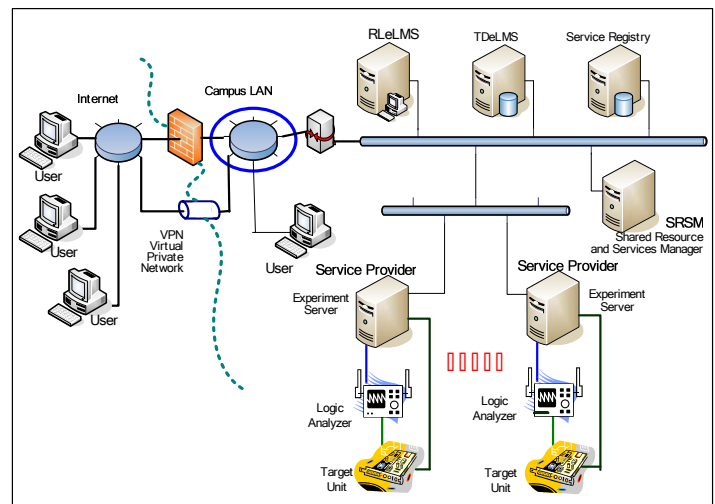 RLeLMS
TDeLMS
Service Registry
Internet
Campus LAN
User
User
User
VPN
Virtual
Private
Network
User
SRSM
Shared Resource
and Services Manager
Service Provider
Experiment
Server
Logic
Analyzer
Target
Unit
Service Provider
Experiment
Server
Logic
Analyzer
Target
Unit